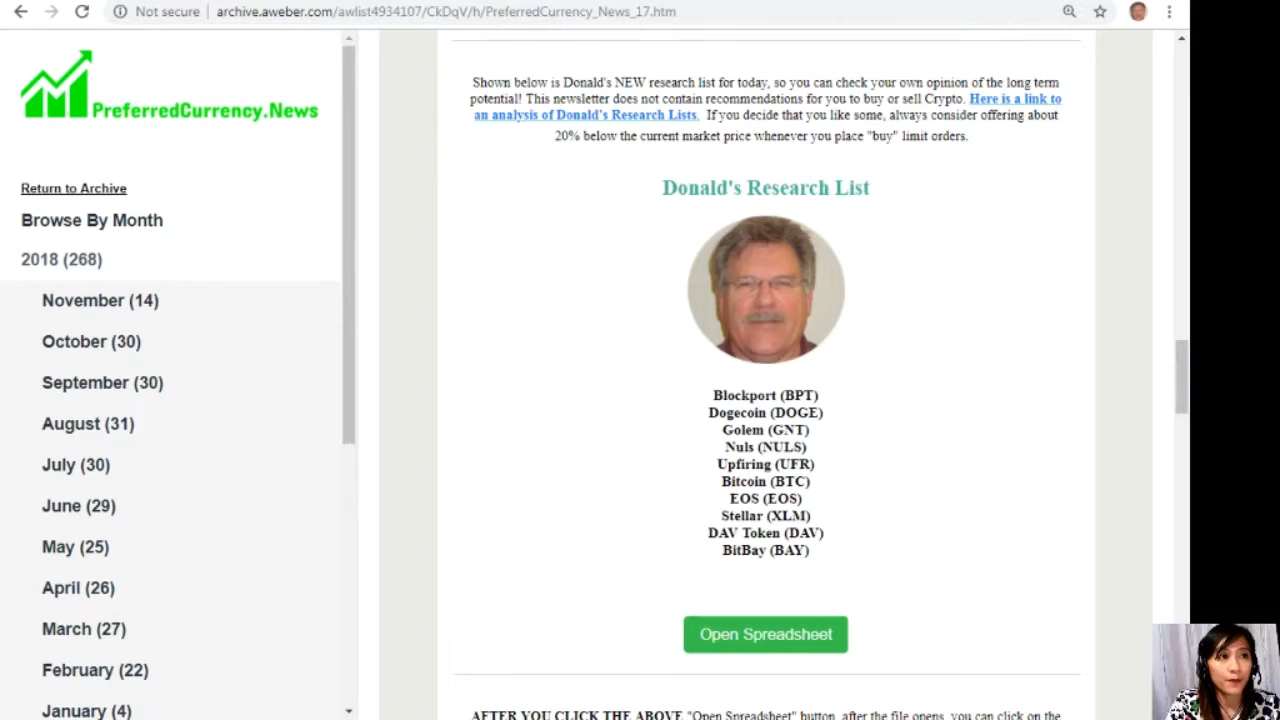 Not secure
archive.aweber.com/awlist4934107/CkDqV/h/PreferredCurrency_News_17.htm
PreferredCurrency.News
Return to Archive
Browse By Month
2018 (268)
November (14)
October (30)
September (30)
August (31)
July (30)
June (29)
May (25)
April (26)
March (27)
February (22)
January (4)
Shown below is Donald's NEW research list for today, so you can check your own opinion of the long term
potential! This newsletter does not contain recommendations for you to buy or sell Crypto. Here is a link to
an analysis of Donald's Research Lists. If you decide that you like some, always consider offering about
20% below the current market price whenever you place "buy" limit orders.
Donald's Research List
Blockport (BPT)
Dogecoin (DOGE)
Golem (GNT)
Nuls (NULS)
Upfiring (UFR)
Bitcoin (BTC)
EOS (EOS)
Stellar (XLM)
DAV Token (DAV)
BitBay (BAY)
Open Spreadsheet
AFTER YOU CLICK THE ABOVE "Open Spreadsheet" button, after the file opens, you can click on the